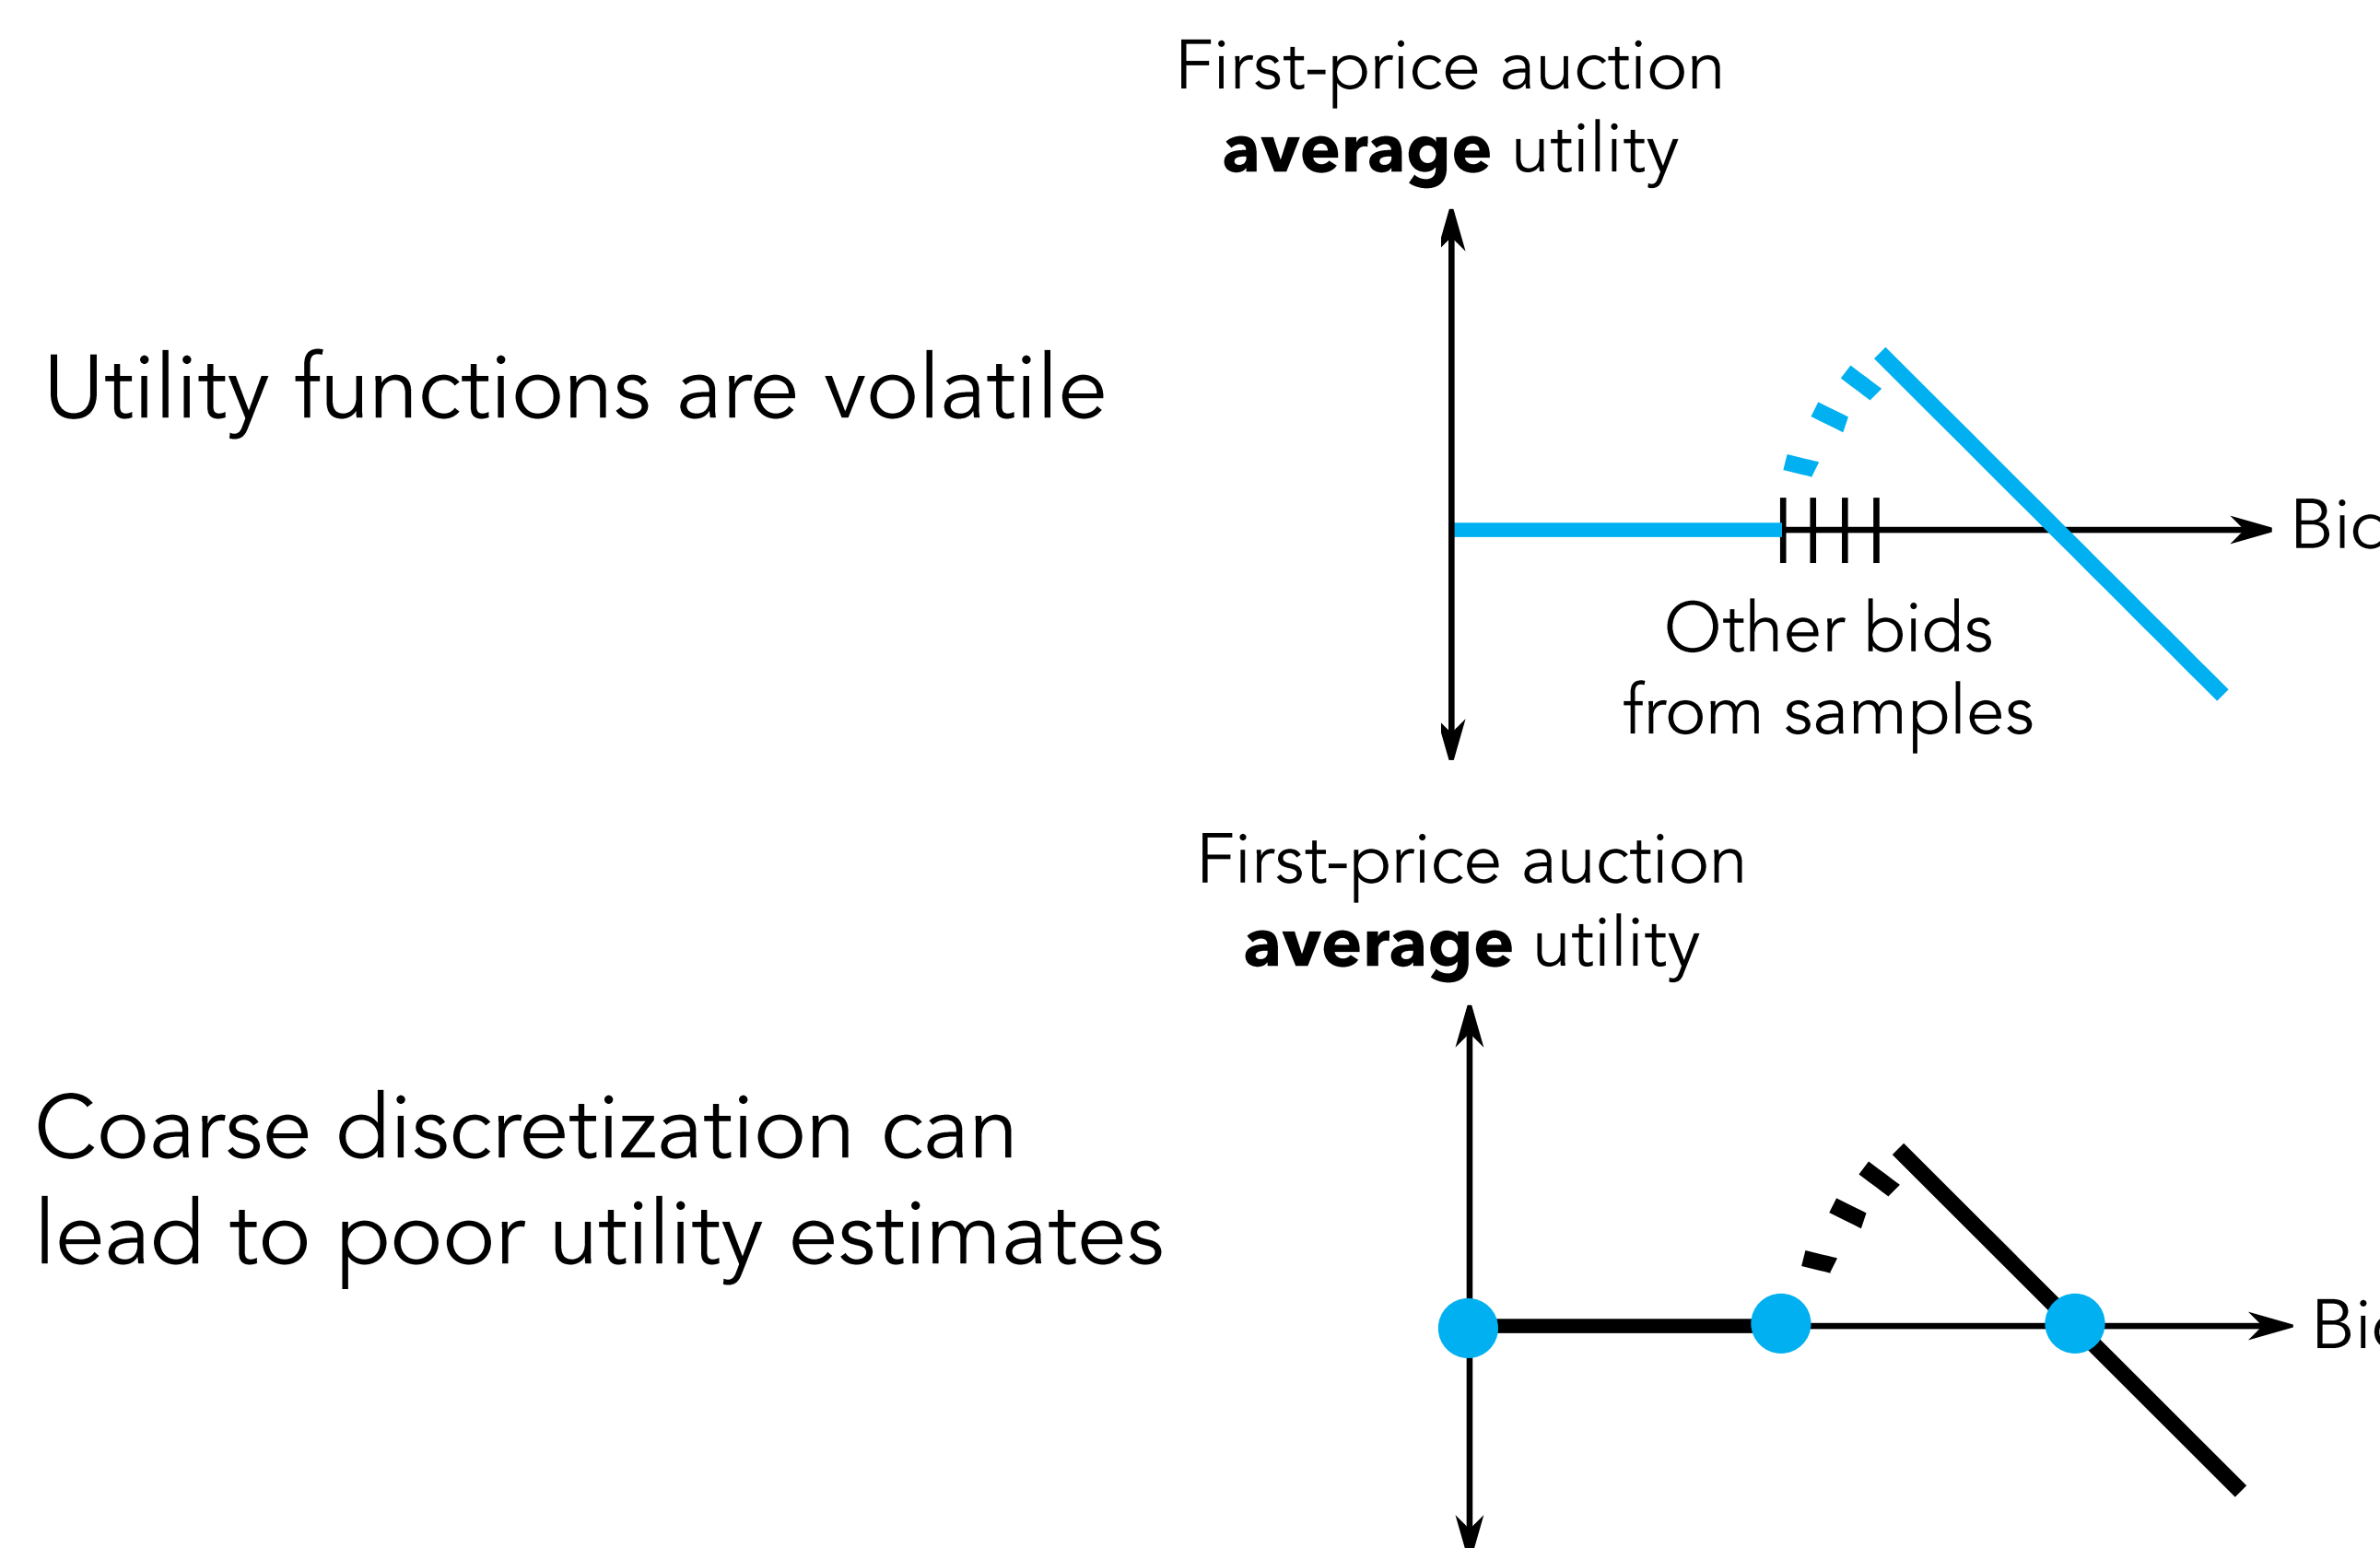 First-price auction
average utility
Utility functions are volatile
Other bids
from samples
First-price auction
average utility
Coarse discretization can
lead to poor utility estimates